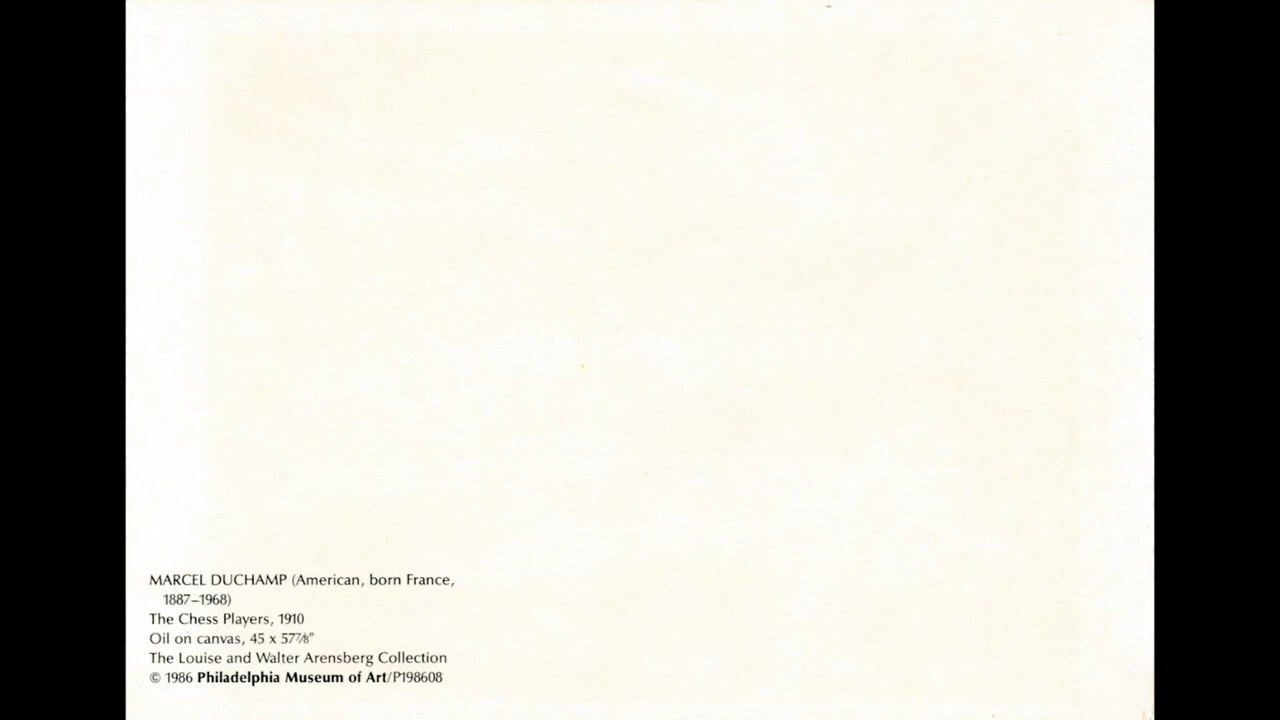 MARCEL DUCHAMP (American, born France,
1887–1968)
The Chess Players, 1910
Oil on canvas, 45 x 57⅞"
The Louise and Walter Arensberg Collection
© 1986 Philadelphia Museum of Art/P198608